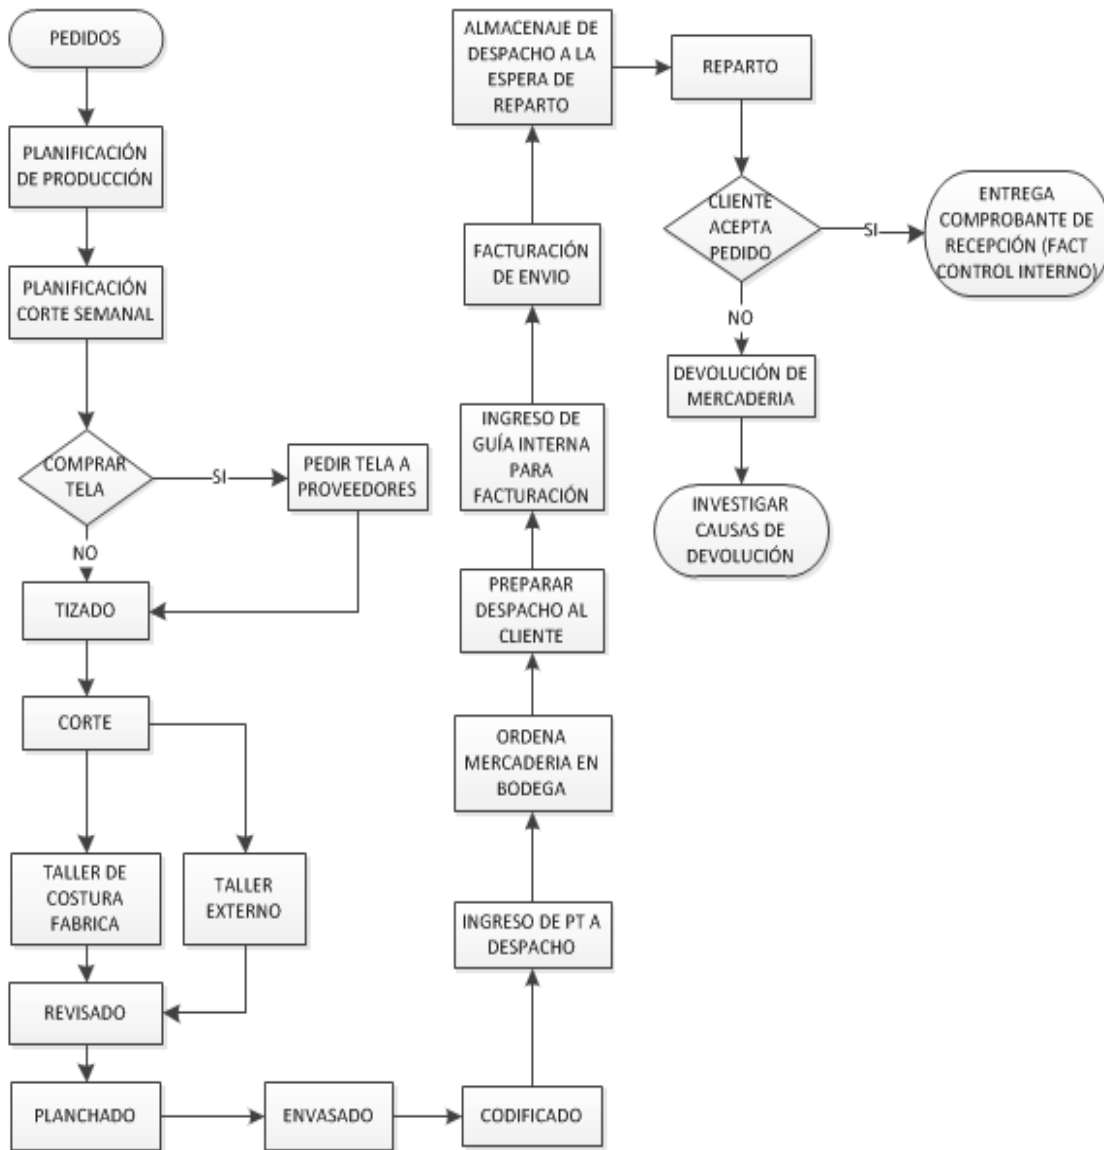 PEDIDOS
PLANIFICACIÓN
DE PRODUCCIÓN
PLANIFICACIÓN
CORTE SEMANAL
COMPRAR
TELA
SI
PEDIR TELA A
PROVEEDORES
NO
TIZADO
CORTE
TALLER DE
COSTURA
FABRICA
TALLER
EXTERNO
REVISADO
PLANCHADO
ENVASADO
CODIFICADO
INGRESO DE PT A
DESPACHO
ORDENA
MERCADERIA EN
BODEGA
PREPARAR
DESPACHO AL
CLIENTE
INGRESO DE
GUÍA INTERNA
PARA
FACTURACIÓN
FACTURACIÓN
DE ENVIO
ALMACENAJE DE
DESPACHO A LA
ESPERA DE
REPARTO
REPARTO
CLIENTE
ACEPTA
PEDIDO
SI
ENTREGA
COMPROBANTE DE
RECEPCIÓN (FACT
CONTROL INTERNO)
NO
DEVOLUCIÓN DE
MERCADERIA
INVESTIGAR
CAUSAS DE
DEVOLUCIÓN